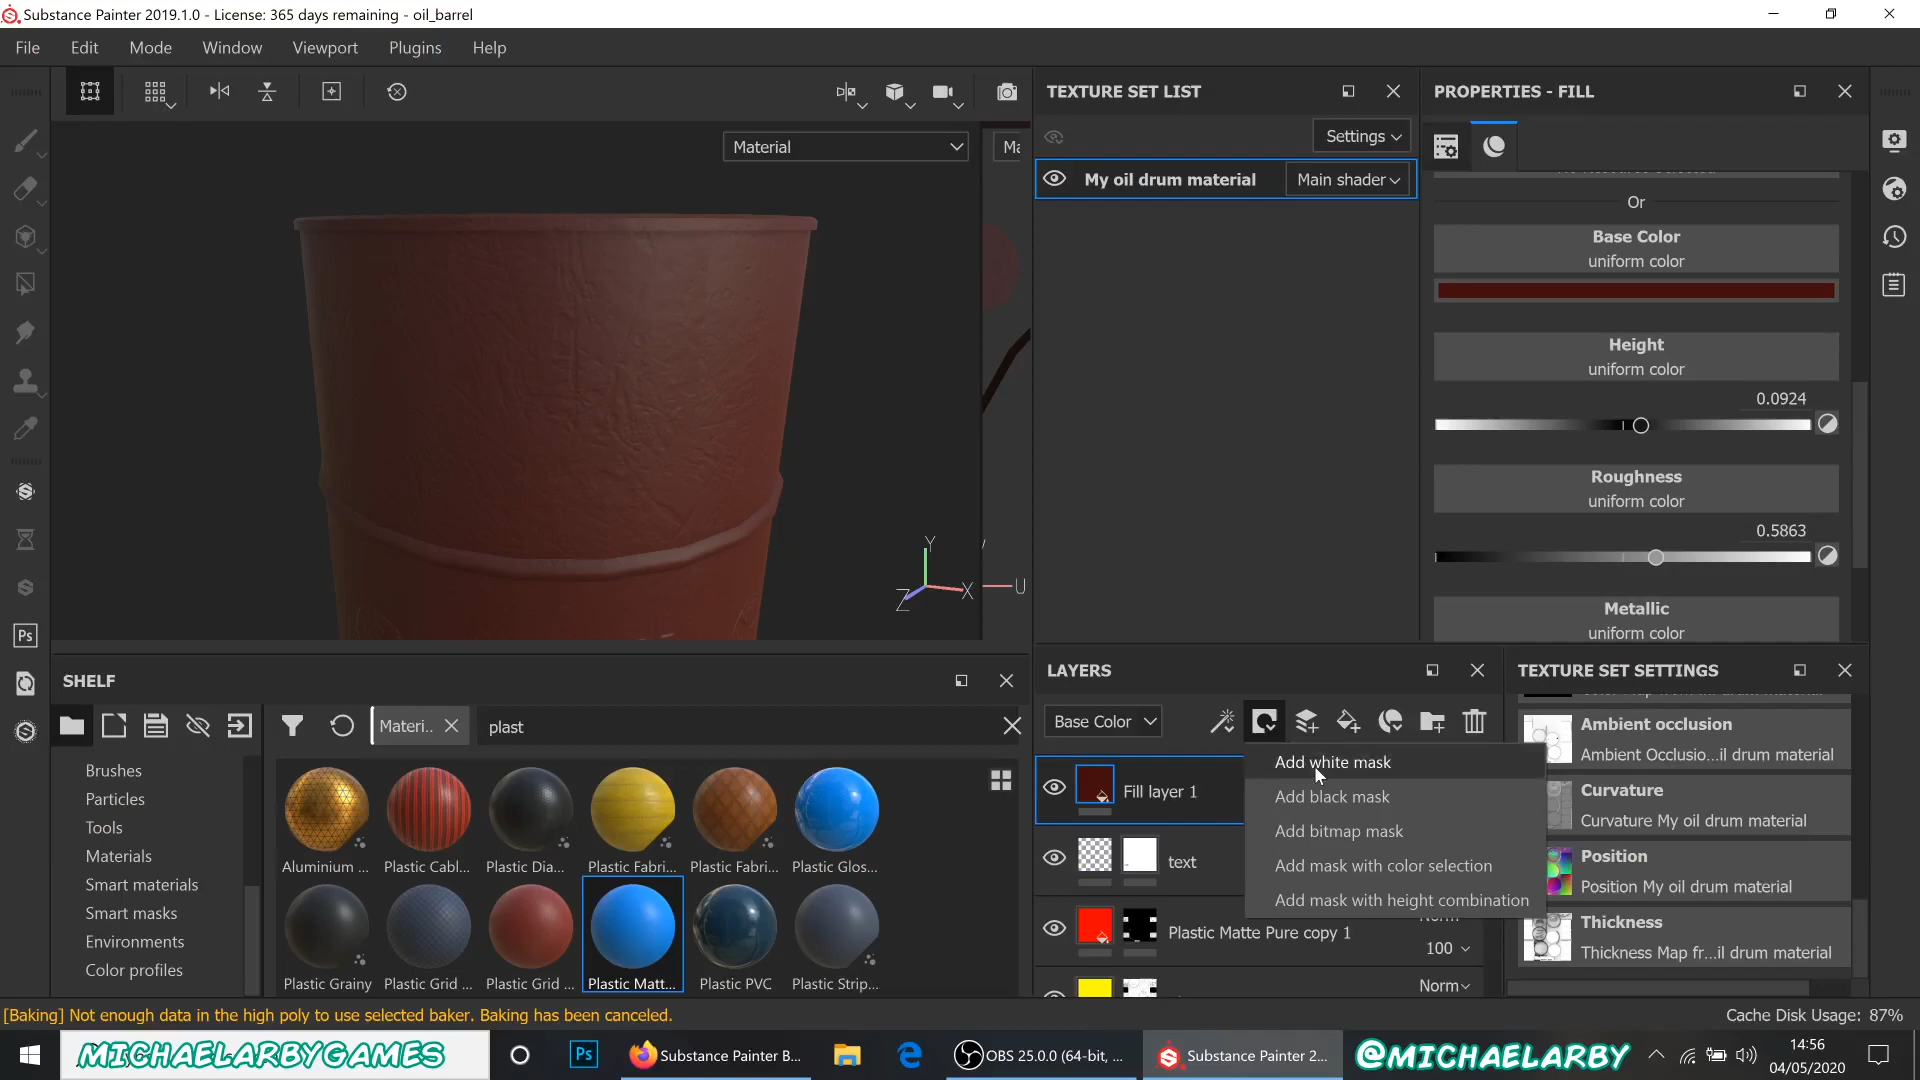 Substance Painter 2019.1.0 - License: 365 days remaining - oil_barrel
File Edit Mode Window Viewport Plugins Help
TEXTURE SET LIST
PROPERTIES - FILL
Settings
Material
Ma
My oil drum material
Main shader
Or
Base Color
uniform color
Height
uniform color
0.0924
Roughness
uniform color
0.5863
Metallic
uniform color
Y
X
Z
U
SHELF
Materi..
plast
Brushes
Particles
Tools
Materials
Smart materials
Smart masks
Environments
Color profiles
Aluminium ...
Plastic Cabl...
Plastic Dia...
Plastic Fabri...
Plastic Fabri...
Plastic Glos...
Plastic Grainy
Plastic Grid ...
Plastic Grid ...
Plastic Matt...
Plastic PVC
Plastic Strip...
LAYERS
Base Color
Add white mask
Add black mask
Add bitmap mask
Add mask with color selection
Add mask with height combination
Fill layer 1
text
Plastic Matte Pure copy 1
100
Norm
TEXTURE SET SETTINGS
Ambient occlusion
Ambient Occlusio...il drum material
Curvature
Curvature My oil drum material
Position
Position My oil drum material
Thickness
Thickness Map fr...il drum material
[Baking] Not enough data in the high poly to use selected baker. Baking has been canceled.
Cache Disk Usage: 87%
MICHAELARBYGAMES
Ps
Ps
Substance Painter B...
OBS 25.0.0 (64-bit, ...
Substance Painter 2...
@MICHAELARBY
14:56
04/05/2020